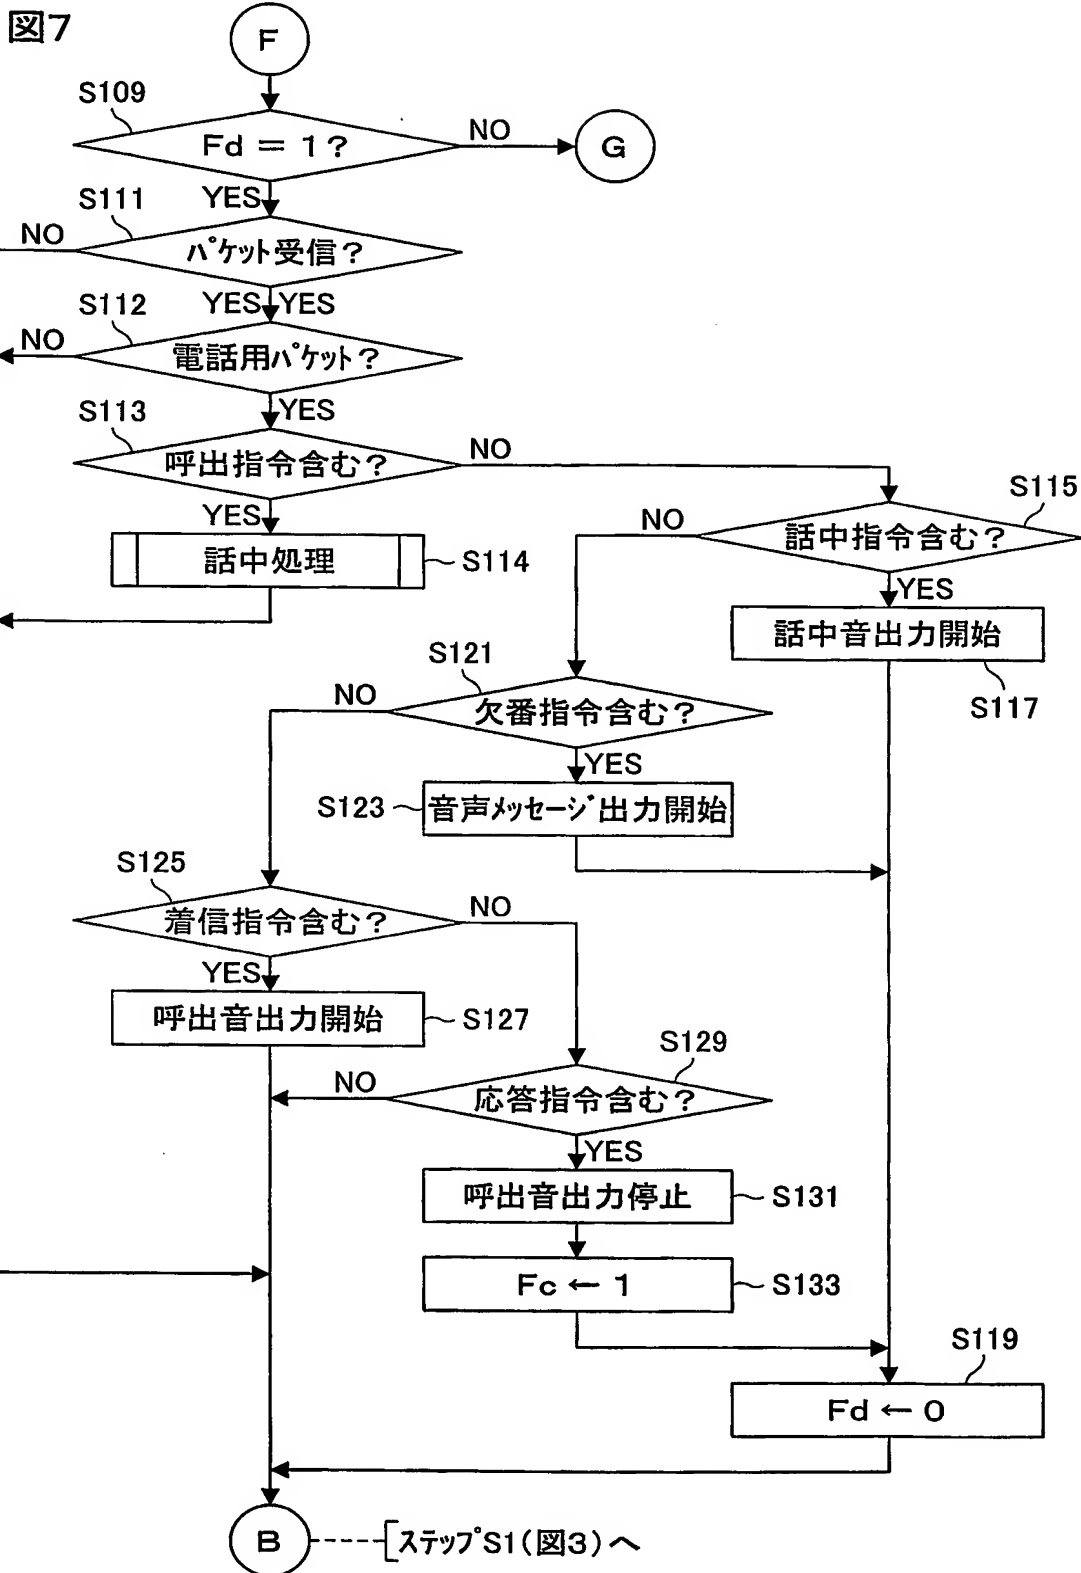 図7
F
S109
Fd = 1?
NO
G
YES
S111
NO
パケット受信?
YES YES
S112
NO
電話用パケット?
YES
S113
呼出指令含む?
NO
YES
S115
話中指令含む?
NO
話中処理
S114
YES
話中音出力開始
S117
S121
NO
欠番指令含む?
YES
S123
音声メッセージ出力開始
S125
着信指令含む?
NO
YES
呼出音出力開始
S127
S129
NO
応答指令含む?
YES
呼出音出力停止
S131
Fc ← 1
S133
S119
Fd ← 0
B
[ステップS1(図3)へ